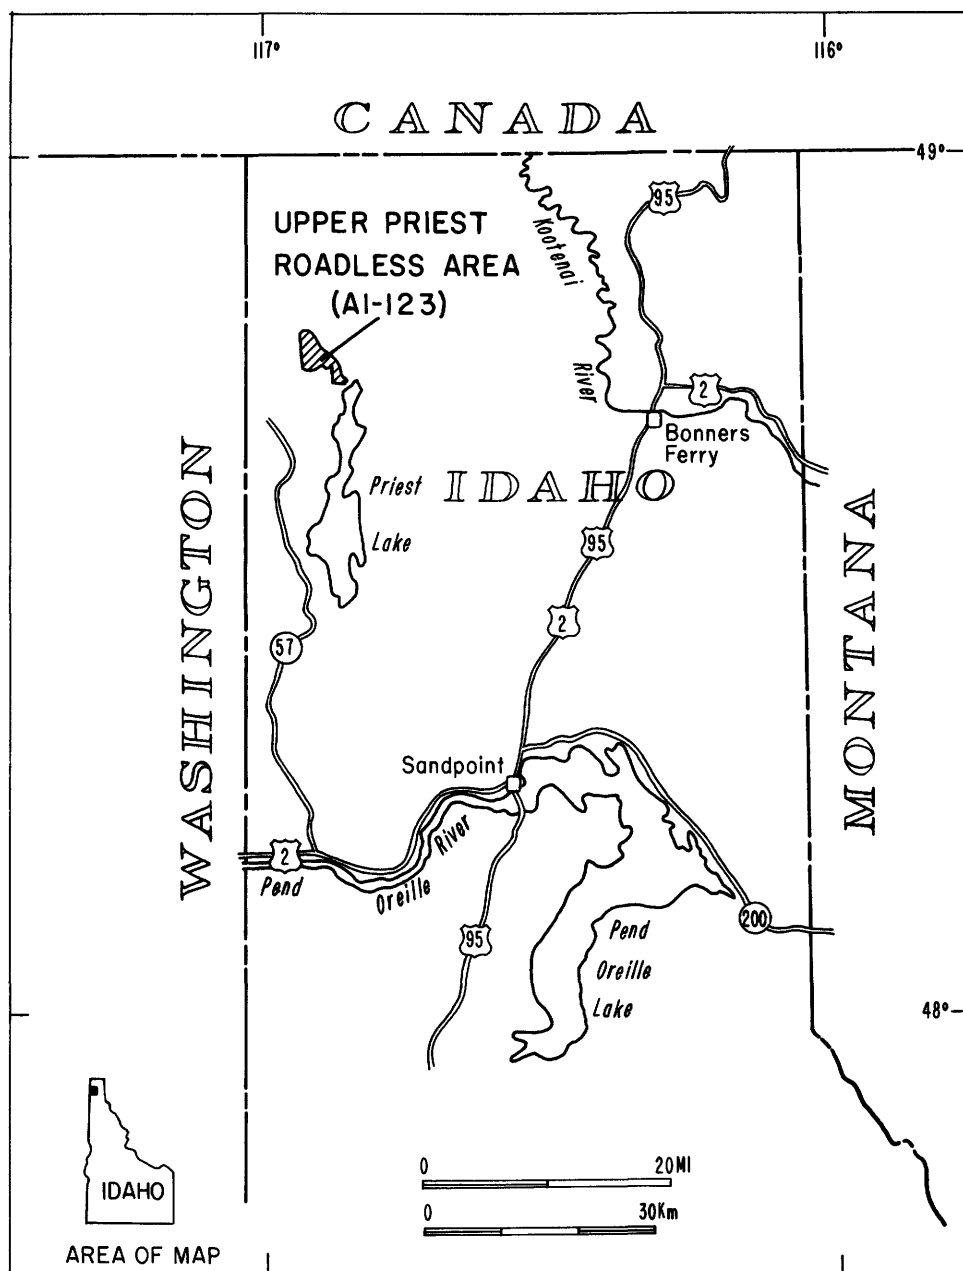 117°
116°
CANADA
49°
95
UPPER PRIEST
ROADLESS AREA
(A1-123)
Kootenai
River
2
Bonners
Ferry
IDAHO
Priest
Lake
WASHINGTON
MONTANA
95
2
57
Sandpoint
River
2
Pend
Oreille
95
200
Pend
Oreille
Lake
48°
0 20MI
0 30Km
IDAHO
AREA OF MAP